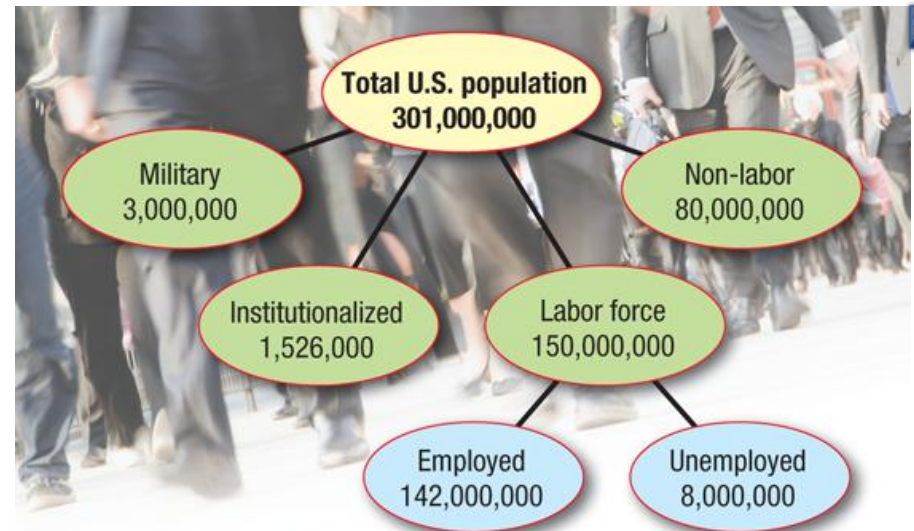 Total U.S. population
301,000,000
Military
3,000,000
Non-labor
80,000,000
Institutionalized
1,526,000
Labor force
150,000,000
Employed
142,000,000
Unemployed
8,000,000